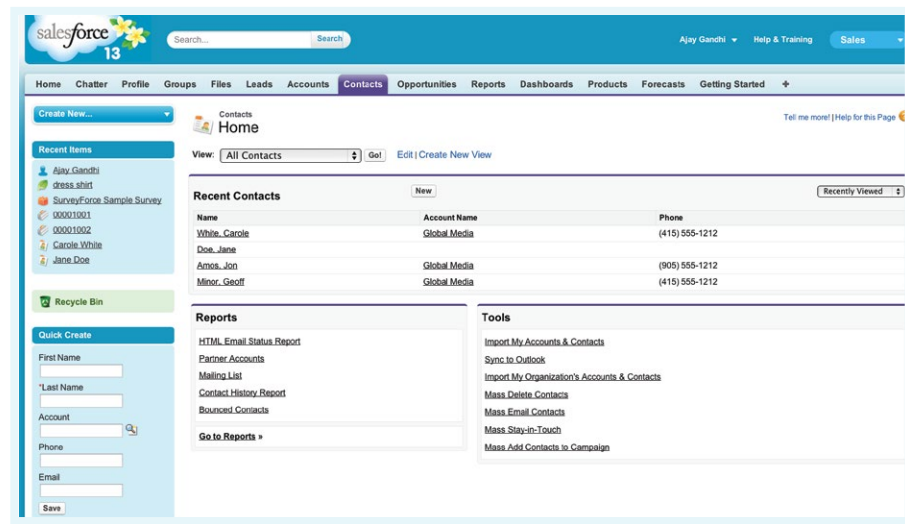 salesforce
13
Search...
Search
Ajay Gandhi
Help & Training
Sales
Home Chatter Profile Groups Files Leads Accounts Contacts Opportunities Reports Dashboards Products Forecasts Getting Started +
Create New...
Recent Items
Ajay Gandhi
dress shirt
SurveyForce Sample Survey
00001001
00001002
Carole White
Jane Doe
Recycle Bin
Quick Create
First Name
*Last Name
Account
Phone
Email
Save
Contacts
Home
Tell me more! | Help for this Page
View: All Contacts Go! Edit | Create New View
Recent Contacts New Recently Viewed
Name Account Name Phone
White, Carole Global Media (415) 555-1212
Doe, Jane
Amos, Jon Global Media (905) 555-1212
Minor, Geoff Global Media (415) 555-1212
Reports
HTML Email Status Report
Partner Accounts
Mailing List
Contact History Report
Bounced Contacts
Go to Reports »
Tools
Import My Accounts & Contacts
Sync to Outlook
Import My Organization's Accounts & Contacts
Mass Delete Contacts
Mass Email Contacts
Mass Stay-in-Touch
Mass Add Contacts to Campaign